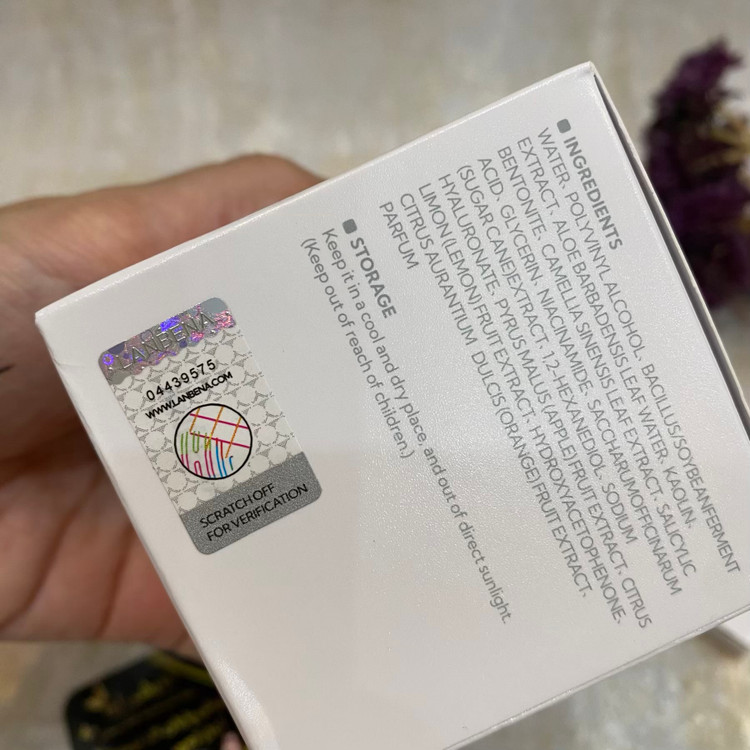 ■ INGREDIENTS
WATER、POLYVINYL ALCOHOL、BACILLUS/SOYBEAN FERMENT
EXTRACT、ALOE BARBADENSIS LEAF WATER、KAOLIN、
BENTONITE、CAMELLIA SINENSIS LEAF EXTRACT、SALICYLIC
ACID、GLYCERIN、NIACINAMIDE、SACCHARUMOFFICINARUM
(SUGAR CANE)EXTRACT、1,2-HEXANEDIOL、SODIUM
HYALURONATE、PYRUS MALUS (APPLE) FRUIT EXTRACT、CITRUS
LIMON (LEMON) FRUIT EXTRACT、HYDROXYACETOPHENONE、
CITRUS AURANTIUM DULCIS (ORANGE) FRUIT EXTRACT、
PARFUM
■ STORAGE
Keep it in a cool and dry place, and out of direct sunlight.
(Keep out of reach of children.)
LANBENA
04439575
WWW.LANBENA.COM
SCRATCH OFF
FOR VERIFICATION